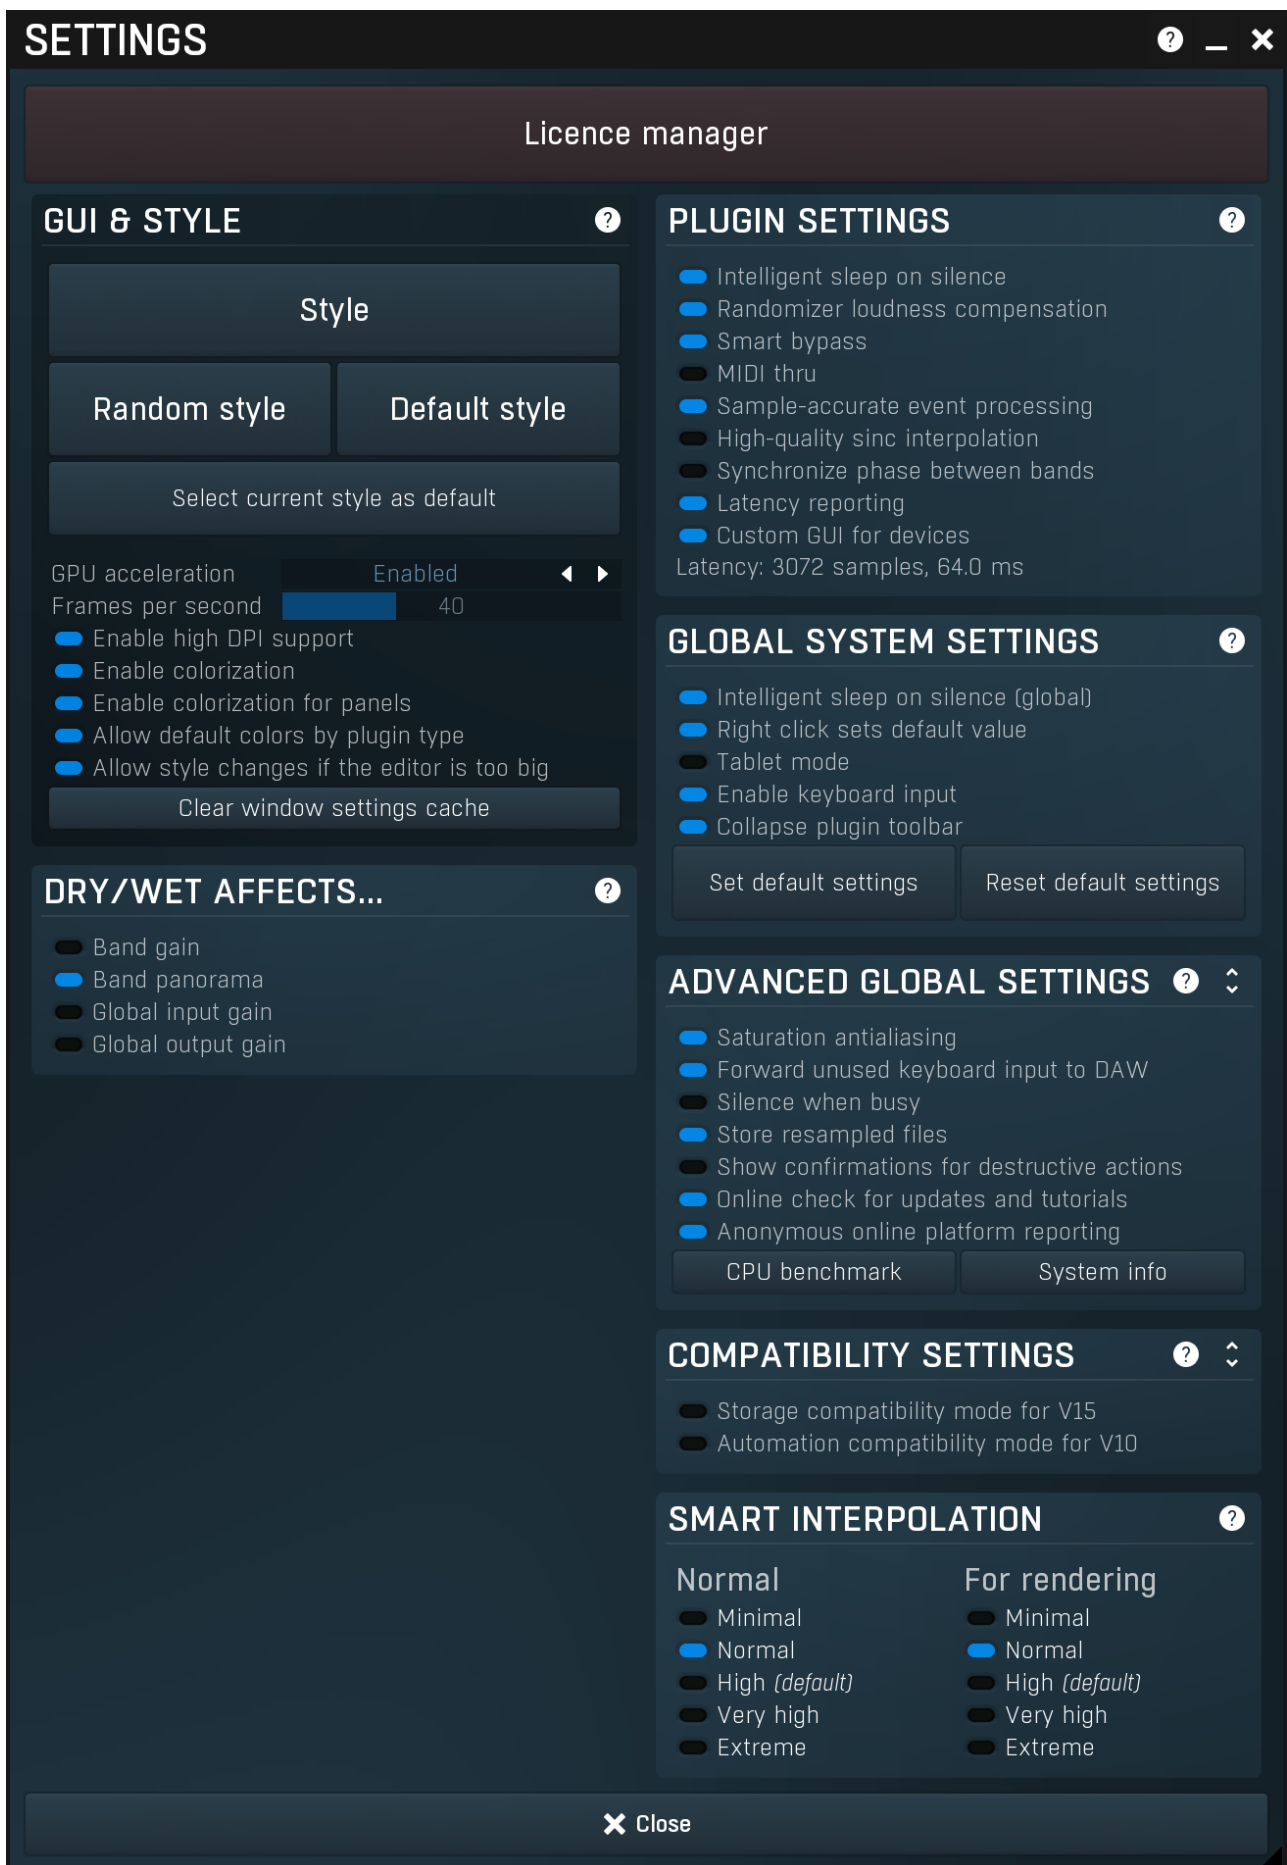 SETTINGS
Licence manager
GUI & STYLE
Style
Random style
Default style
Select current style as default
GPU acceleration Enabled
Frames per second 40
Enable high DPI support
Enable colorization
Enable colorization for panels
Allow default colors by plugin type
Allow style changes if the editor is too big
Clear window settings cache
DRY/WET AFFECTS...
Band gain
Band panorama
Global input gain
Global output gain
PLUGIN SETTINGS
Intelligent sleep on silence
Randomizer loudness compensation
Smart bypass
MIDI thru
Sample-accurate event processing
High-quality sinc interpolation
Synchronize phase between bands
Latency reporting
Custom GUI for devices
Latency: 3072 samples, 64.0 ms
GLOBAL SYSTEM SETTINGS
Intelligent sleep on silence (global)
Right click sets default value
Tablet mode
Enable keyboard input
Collapse plugin toolbar
Set default settings
Reset default settings
ADVANCED GLOBAL SETTINGS
Saturation antialiasing
Forward unused keyboard input to DAW
Silence when busy
Store resampled files
Show confirmations for destructive actions
Online check for updates and tutorials
Anonymous online platform reporting
CPU benchmark
System info
COMPATIBILITY SETTINGS
Storage compatibility mode for V15
Automation compatibility mode for V10
SMART INTERPOLATION
Normal
Minimal
Normal
High (default)
Very high
Extreme
For rendering
Minimal
Normal
High (default)
Very high
Extreme
Close